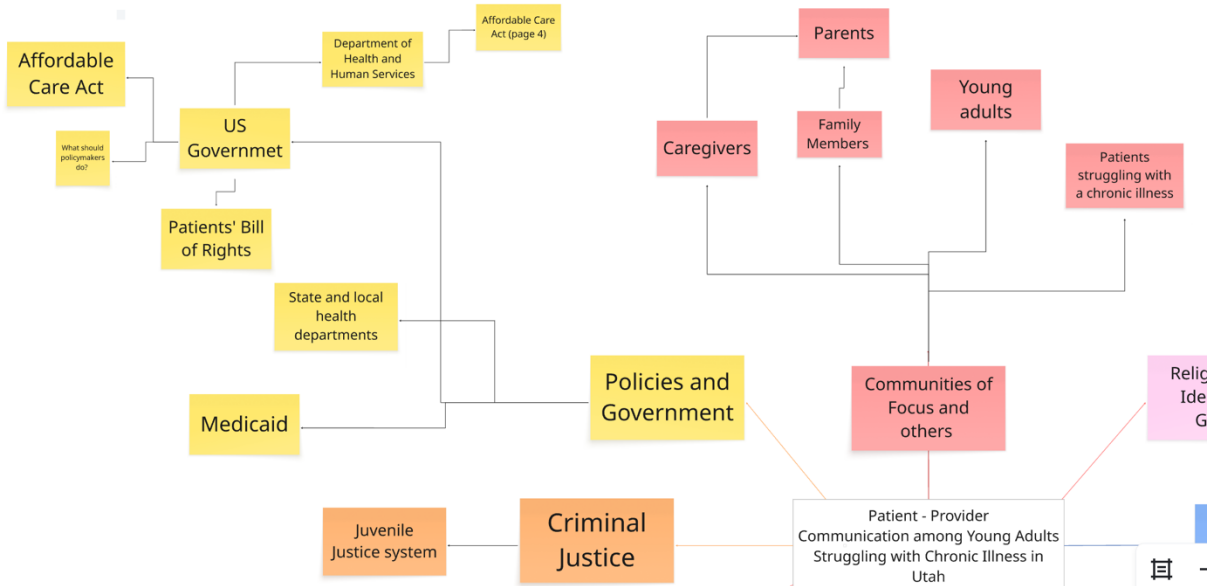 Affordable
Care Act
Department of
Health and
Human Services
Affordable Care
Act (page 4)
US
Governmet
What should
policymakers
do?
Patients' Bill
of Rights
State and local
health
departments
Medicaid
Policies and
Government
Juvenile
Justice system
Criminal
Justice
Parents
Caregivers
Family
Members
Young
adults
Patients
struggling with
a chronic illness
Communities of
Focus and
others
Patient - Provider
Communication among Young Adults
Struggling with Chronic Illness in
Utah
Relig
Ide
G